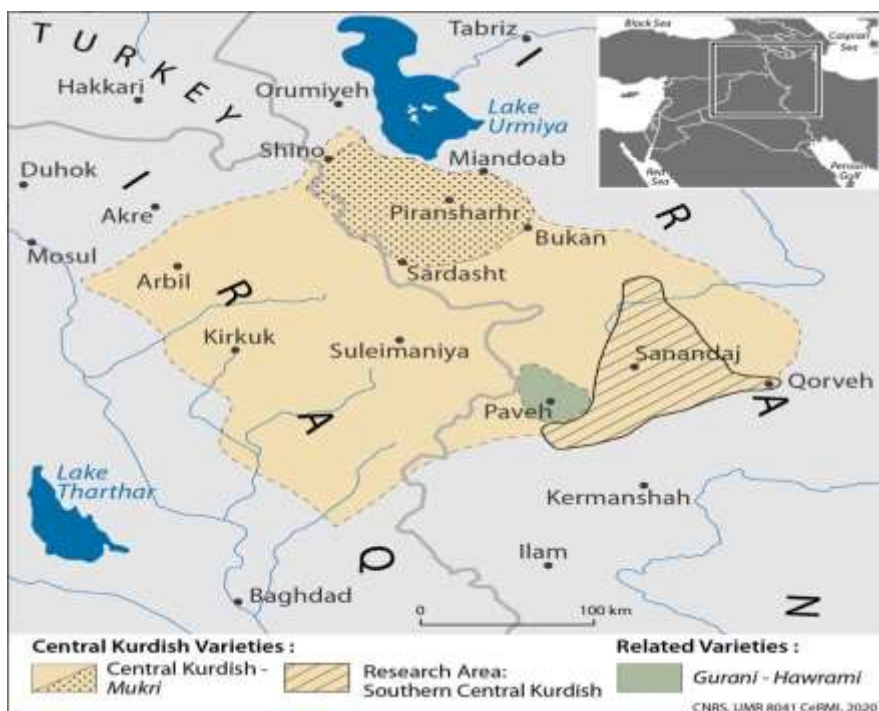 TURKEY
IRAQ
IRAN
Black Sea
Caspian
Sea
Red
Sea
Persian
Gulf
Tabriz
Hakkari
Orumiyeh
Lake
Urmiya
Shino
Miandoab
Duhok
Akre
Piransharhr
Mosul
Bukan
Arbil
Sardasht
Kirkuk
Suleimaniya
Sanandaj
Qorveh
Paveh
Lake
Tharthar
Kermanshah
Ilam
Baghdad
0 100 km
Central Kurdish Varieties :
Central Kurdish -
Mukri
Research Area:
Southern Central Kurdish
Related Varieties :
Gurani - Hawrami
CNRS, UMR 8041 CeRMI, 2020